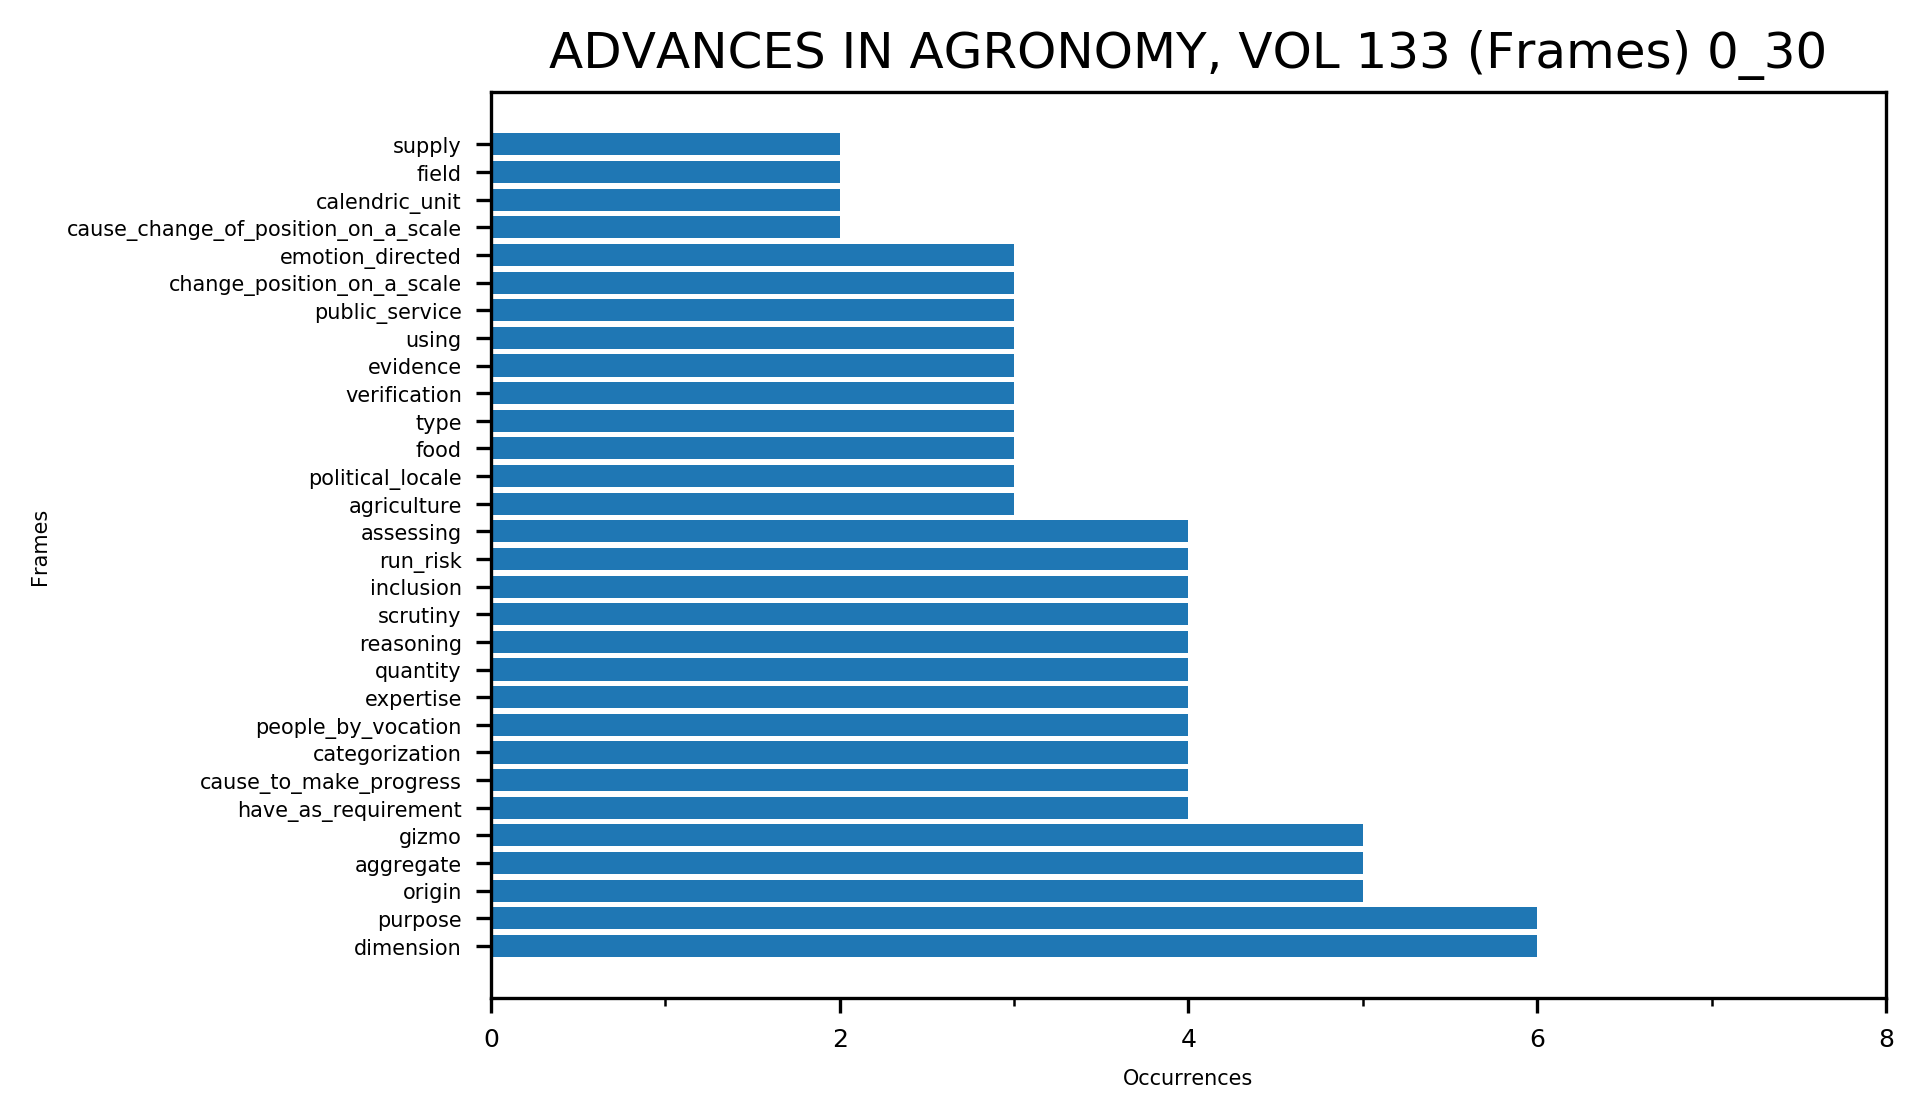 ADVANCES IN AGRONOMY, VOL 133 (Frames) 0_30
supply
field
calendric_unit
cause_change_of_position_on_a_scale
emotion_directed
change_position_on_a_scale
public_service
using
evidence
verification
type
food
political_locale
agriculture
assessing
run_risk
inclusion
scrutiny
reasoning
quantity
expertise
people_by_vocation
categorization
cause_to_make_progress
have_as_requirement
gizmo
aggregate
origin
purpose
dimension
Frames
0 2 4 6 8
Occurrences